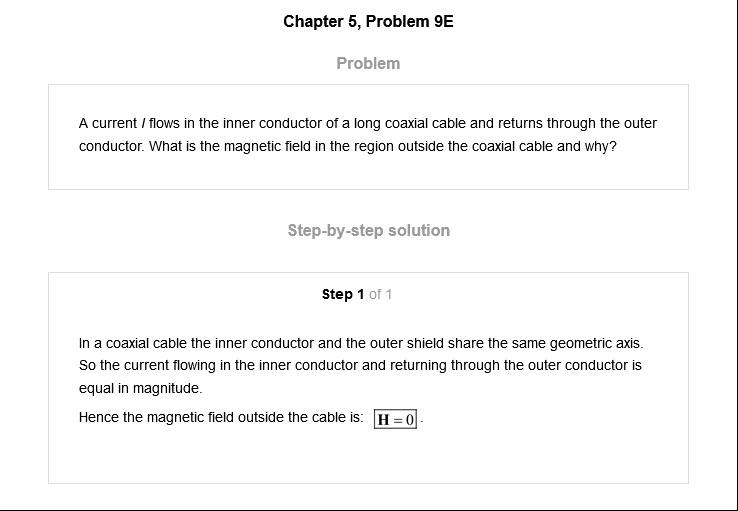 Chapter 5, Problem 9E
Problem
A current I flows in the inner conductor of a long coaxial cable and returns through the outer
conductor. What is the magnetic field in the region outside the coaxial cable and why?
Step-by-step solution
Step 1 of 1
In a coaxial cable the inner conductor and the outer shield share the same geometric axis.
So the current flowing in the inner conductor and returning through the outer conductor is
equal in magnitude.
Hence the magnetic field outside the cable is: H = 0 .